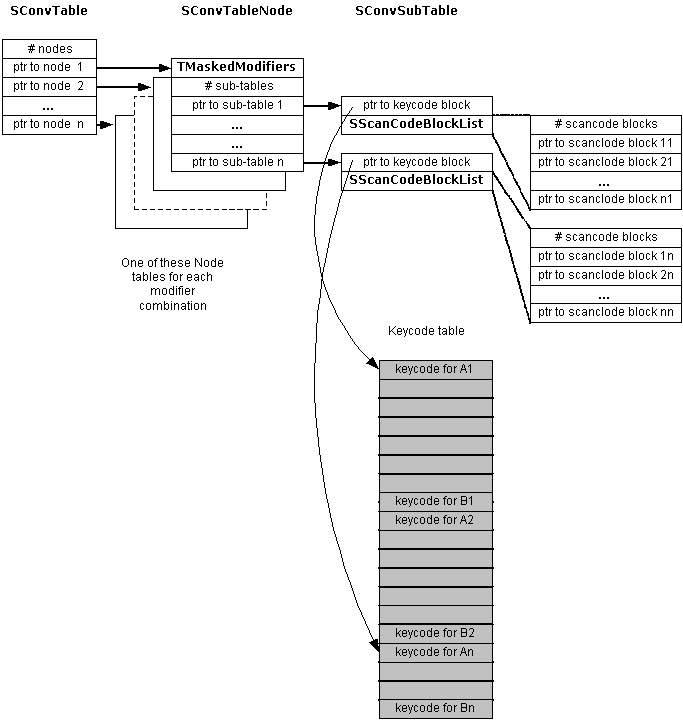 SConvTable
SConvTableNode
SConvSubTable
# nodes
ptr to node 1
ptr to node 2
...
ptr to node n
TMaskedModifiers
# sub-tables
ptr to sub-table 1
...
...
ptr to sub-table n
ptr to keycode block
SScanCodeBlockList
ptr to keycode block
SScanCodeBlockList
# scancode blocks
ptr to scanclode block 11
ptr to scanclode block 21
...
ptr to scanclode block n1
# scancode blocks
ptr to scanclode block 1n
ptr to scanclode block 2n
...
ptr to scanclode block nn
One of these Node
tables for each
modifier
combination
Keycode table
keycode for A1
keycode for B1
keycode for A2
keycode for B2
keycode for An
keycode for Bn